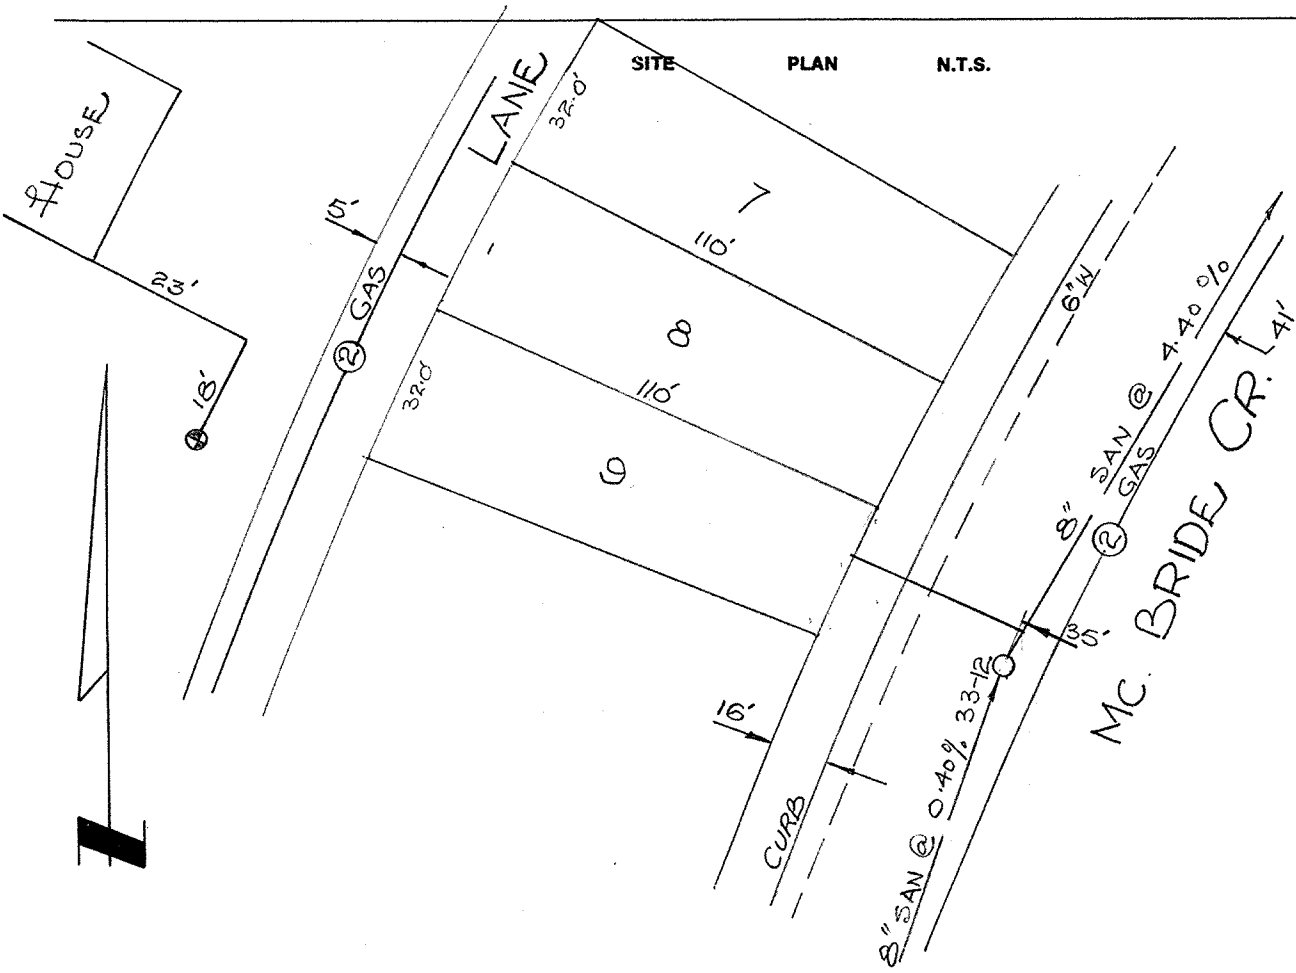 SITE PLAN N.T.S.
HOUSE
LANE
32.0'
7
5'
110'
23'
GAS
2
8
6" W
8" SAN @ 4.40 %
41'
18'
32.0'
110'
9
GAS
2
MC. BRIDE CR.
35'
16'
CURB
8" SAN @ 0.40% 33-12